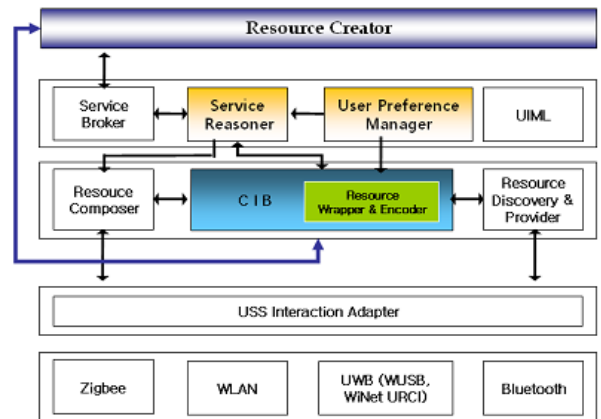 Resource Creator
Service
Broker
Service
Reasoner
User Preference
Manager
UIML
Resouce
Composer
C I B
Resource
Wrapper & Encoder
Resource
Discovery &
Provider
USS Interaction Adapter
Zigbee
WLAN
UWB (WUSB,
WiNet URCI)
Bluetooth